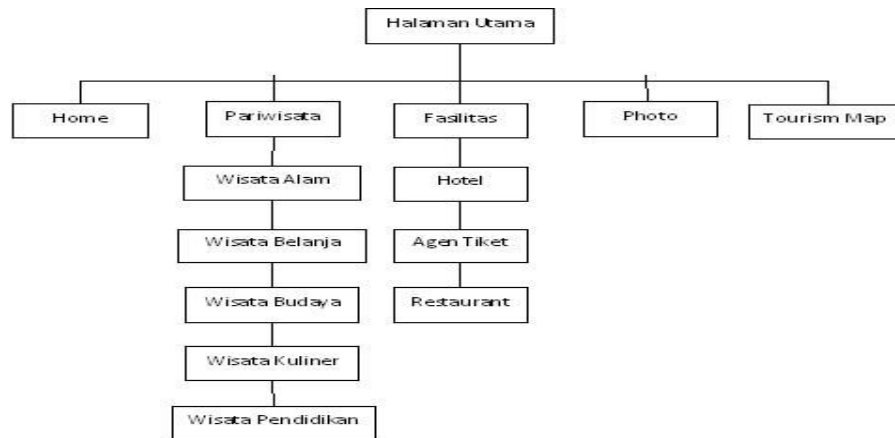 Halaman Utama
Home
Pariwisata
Fasilitas
Photo
Tourism Map
Wisata Alam
Hotel
Wisata Belanja
Agen Tiket
Wisata Budaya
Restaurant
Wisata Kuliner
Wisata Pendidikan